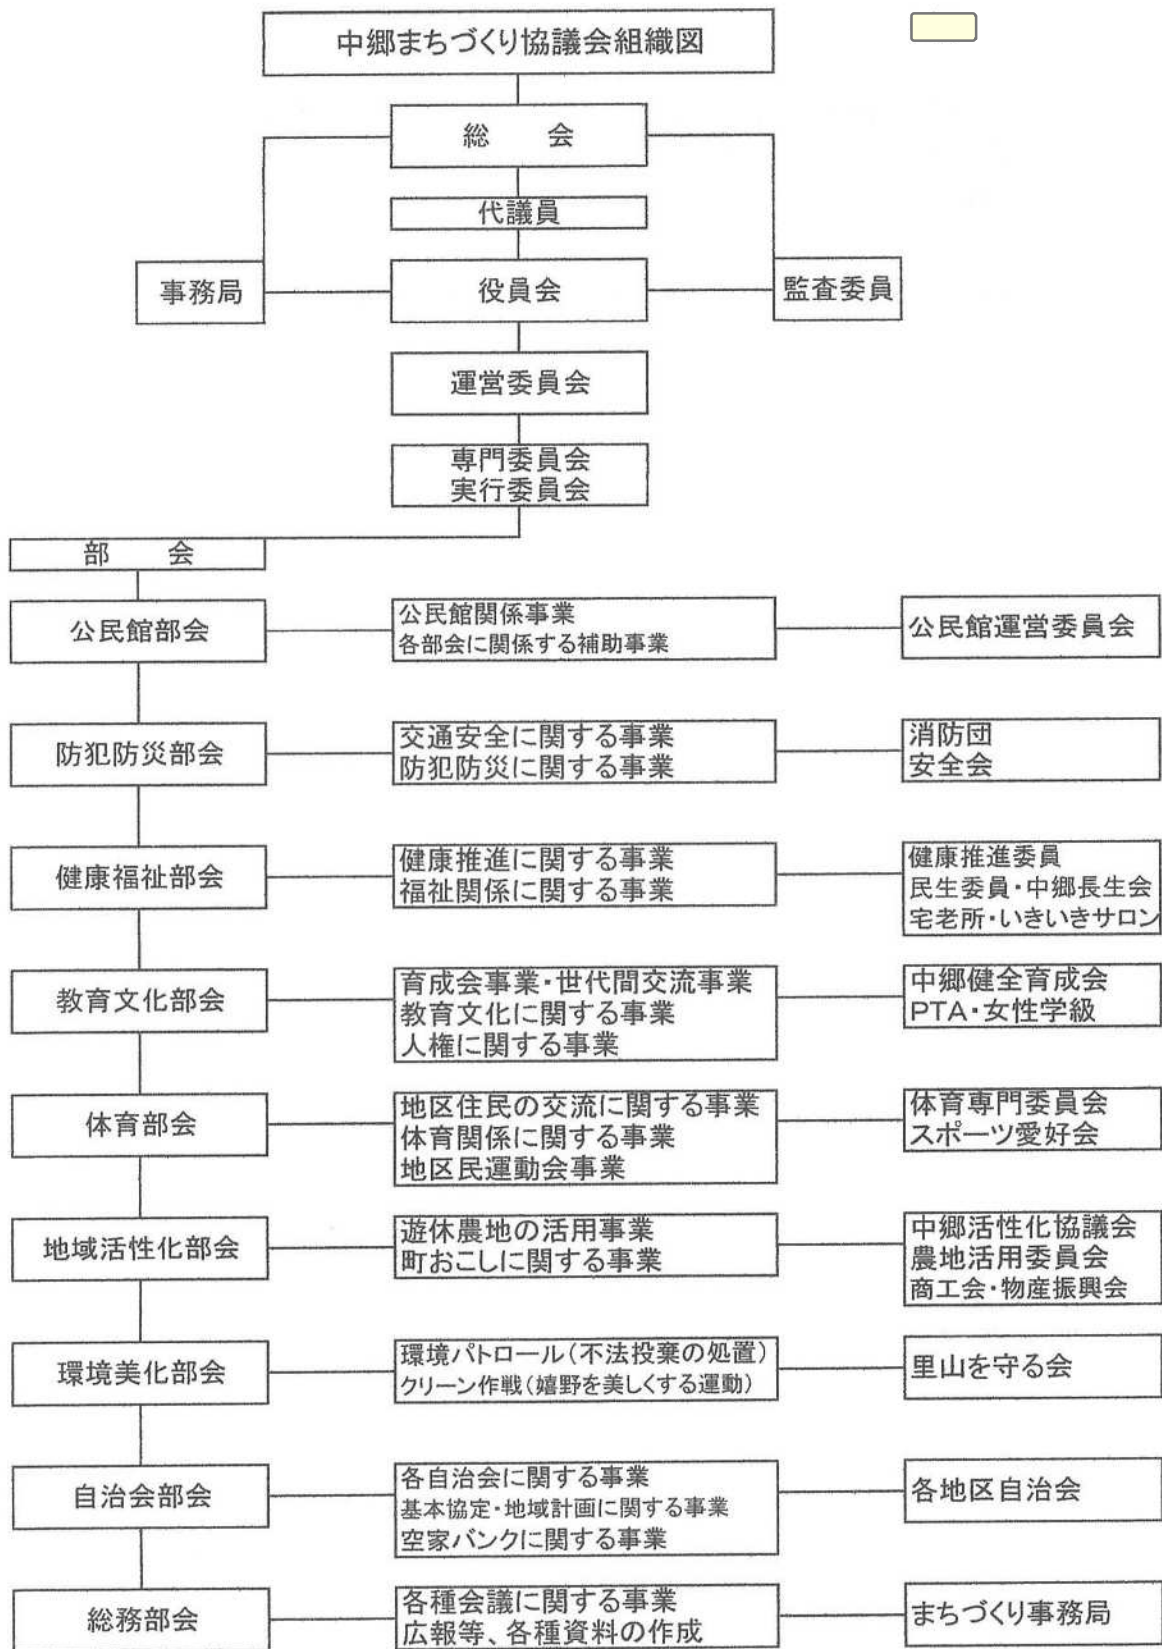 中郷まちづくり協議会組織図
総　　会
代議員
事務局
役員会
監査委員
運営委員会
専門委員会
実行委員会
部　　会
公民館部会
公民館関係事業
各部会に関係する補助事業
公民館運営委員会
防犯防災部会
交通安全に関する事業
防犯防災に関する事業
消防団
安全会
健康福祉部会
健康推進に関する事業
福祉関係に関する事業
健康推進委員
民生委員・中郷長生会
宅老所・いきいきサロン
教育文化部会
育成会事業・世代間交流事業
教育文化に関する事業
人権に関する事業
中郷健全育成会
PTA・女性学級
体育部会
地区住民の交流に関する事業
体育関係に関する事業
地区民運動会事業
体育専門委員会
スポーツ愛好会
地域活性化部会
遊休農地の活用事業
町おこしに関する事業
中郷活性化協議会
農地活用委員会
商工会・物産振興会
環境美化部会
環境パトロール（不法投棄の処置）
クリーン作戦（嬉野を美しくする運動）
里山を守る会
自治会部会
各自治会に関する事業
基本協定・地域計画に関する事業
空家バンクに関する事業
各地区自治会
総務部会
各種会議に関する事業
広報等、各種資料の作成
まちづくり事務局